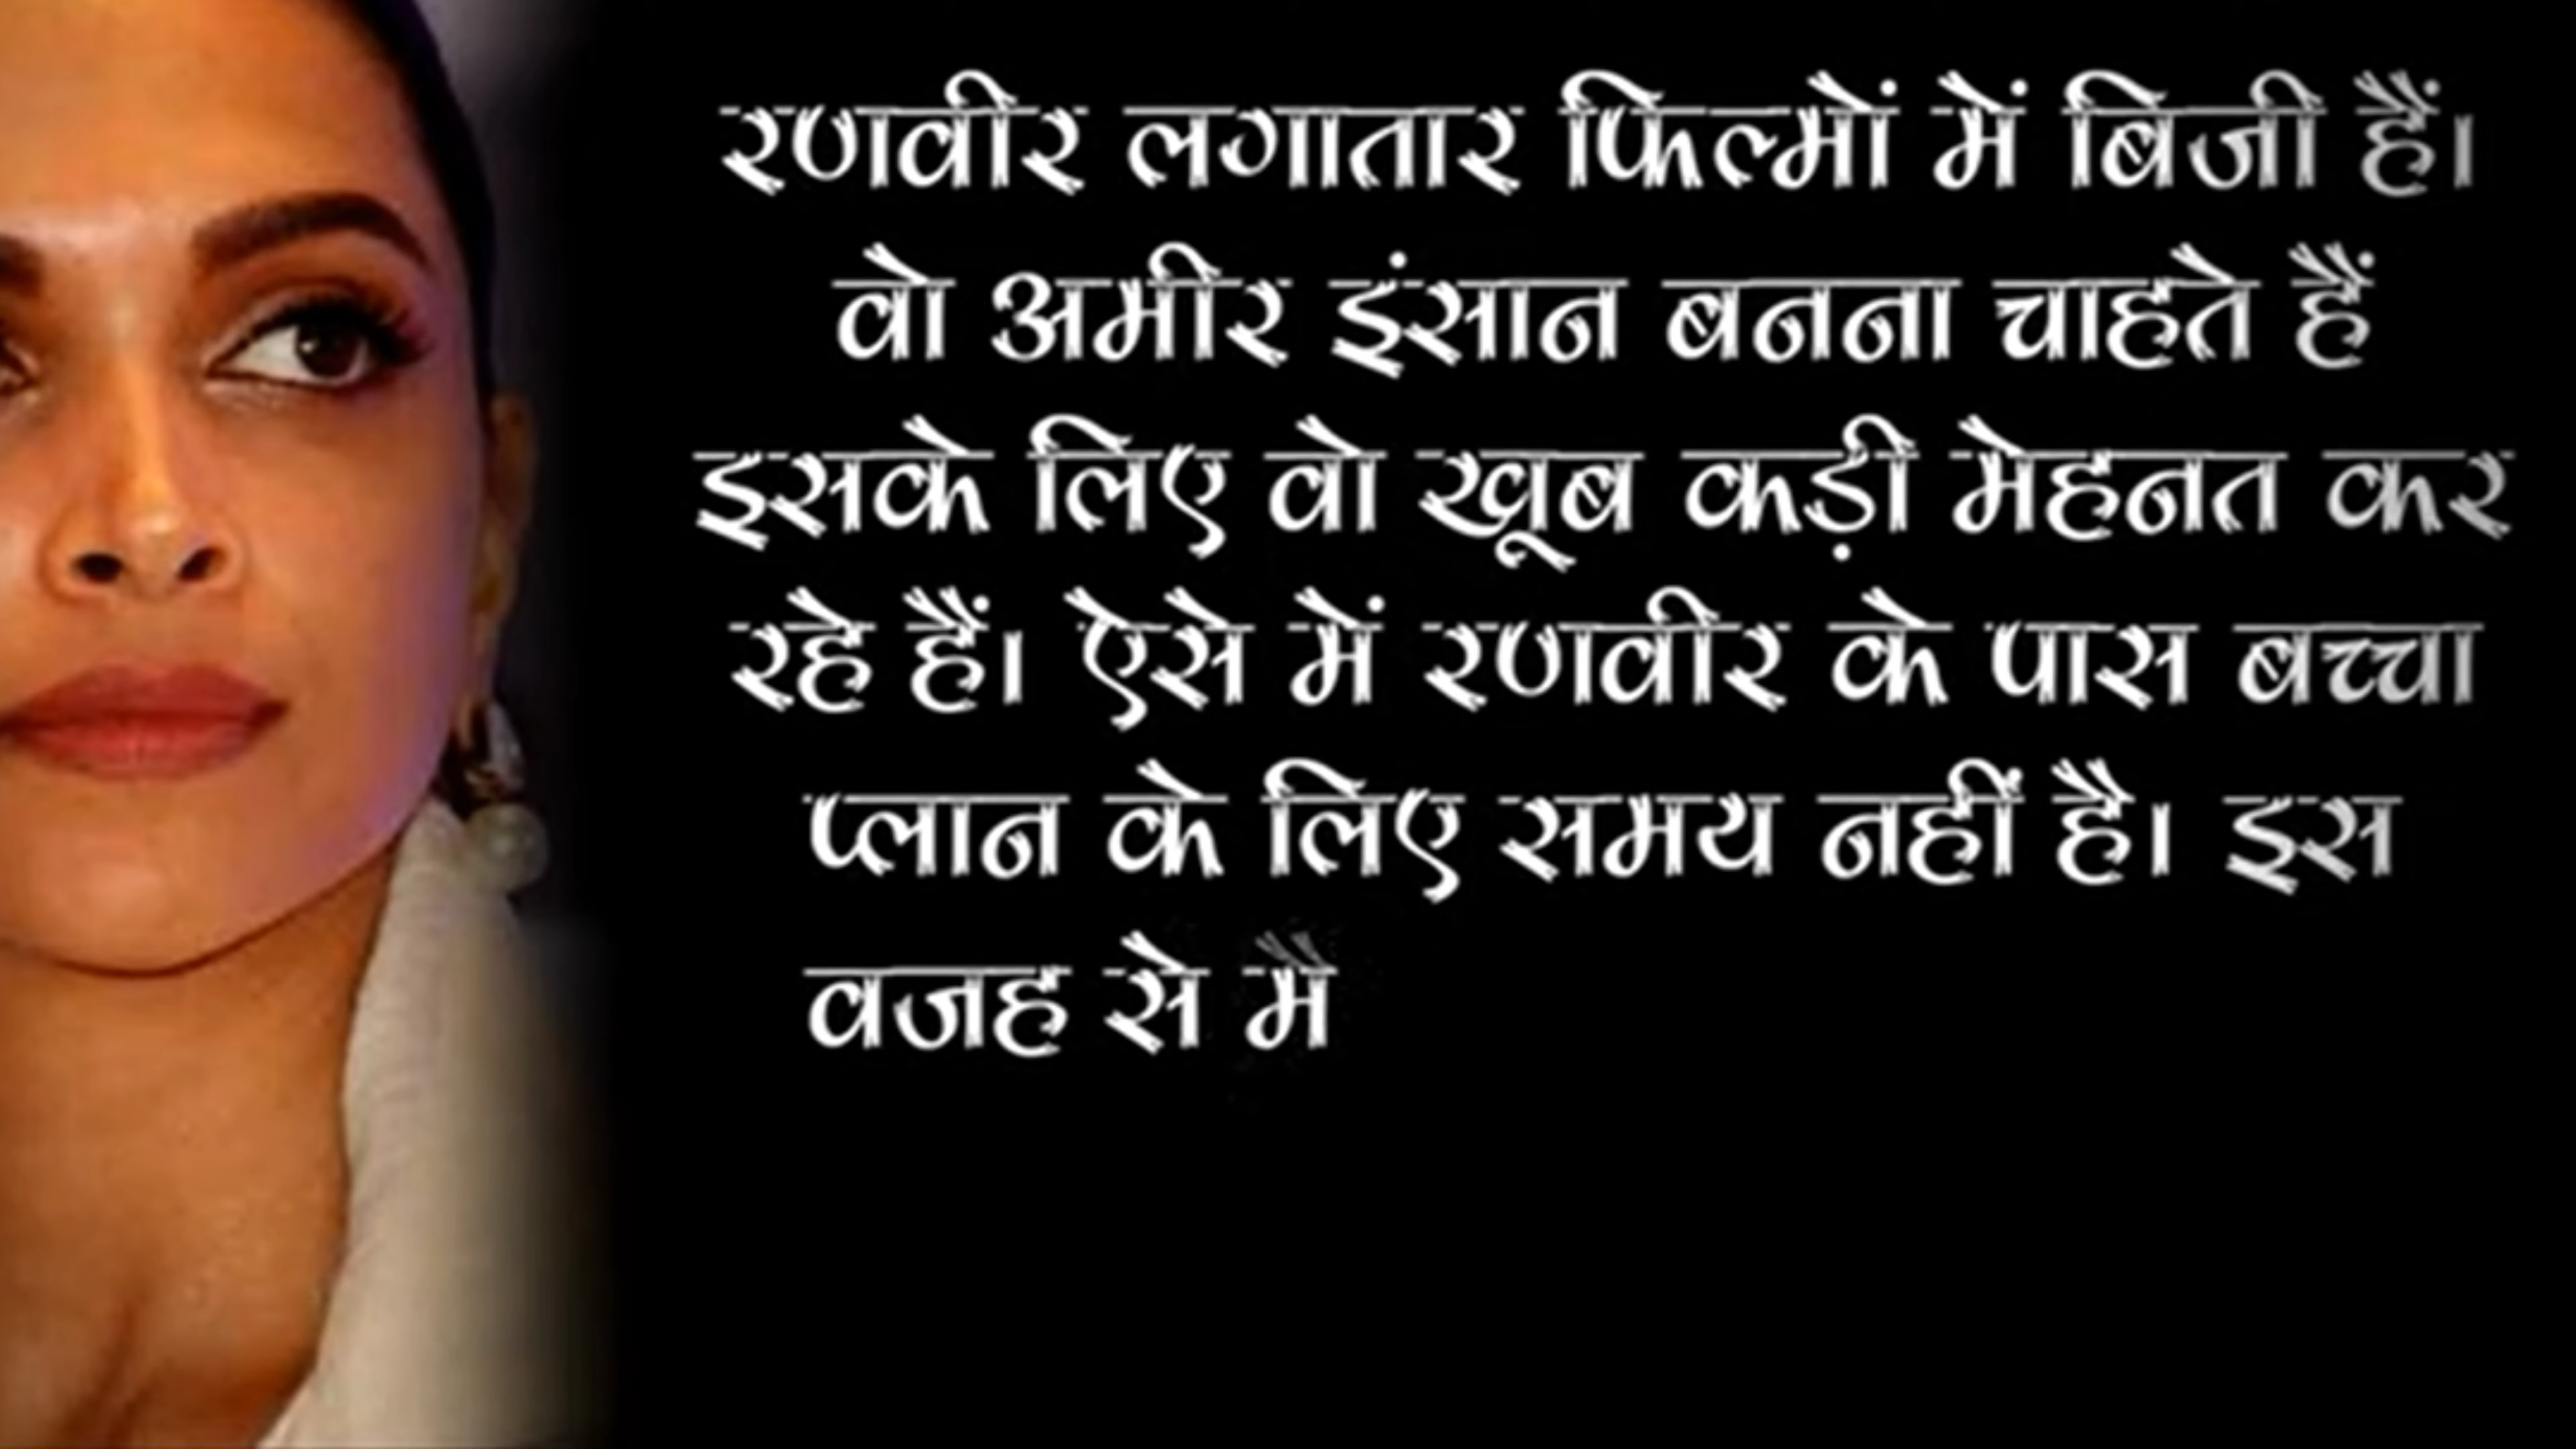 रणवीर लगातार फिल्मों में बिजी हैं।
वो अमीर इंसान बनना चाहते हैं
इसके लिए वो खूब कड़ी मेहनत कर
रहे हैं। ऐसे में रणवीर के पास बच्चा
प्लान के लिए समय नहीं है। इस
वजह से मै